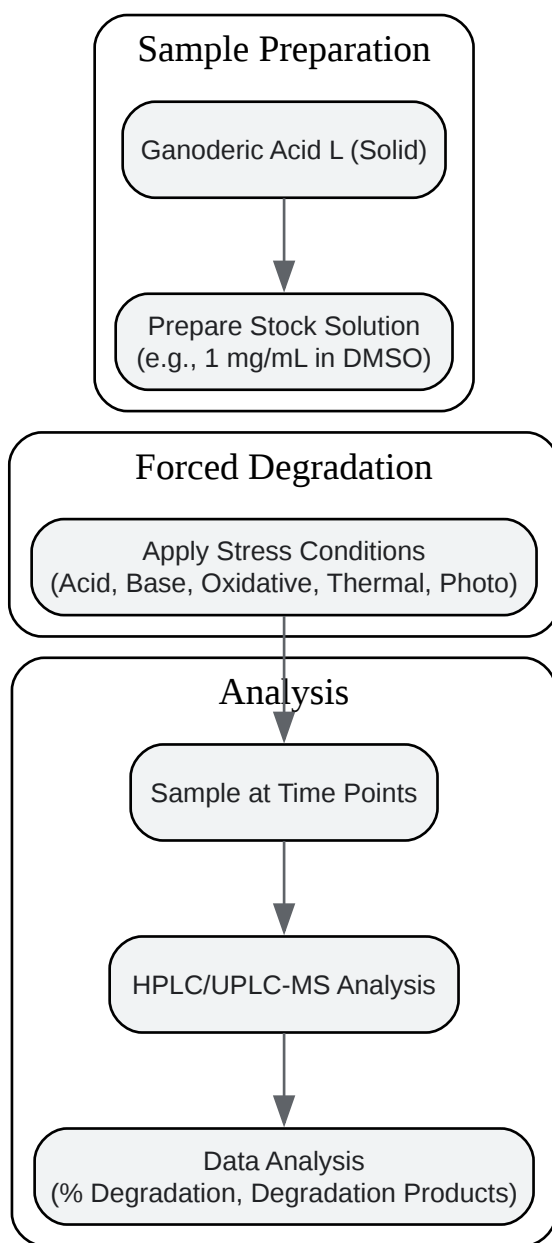 Sample Preparation
Ganoderic Acid L (Solid)
Prepare Stock Solution
(e.g., 1 mg/mL in DMSO)
Forced Degradation
Apply Stress Conditions
(Acid, Base, Oxidative, Thermal, Photo)
Analysis
Sample at Time Points
HPLC/UPLC-MS Analysis
Data Analysis
(% Degradation, Degradation Products)